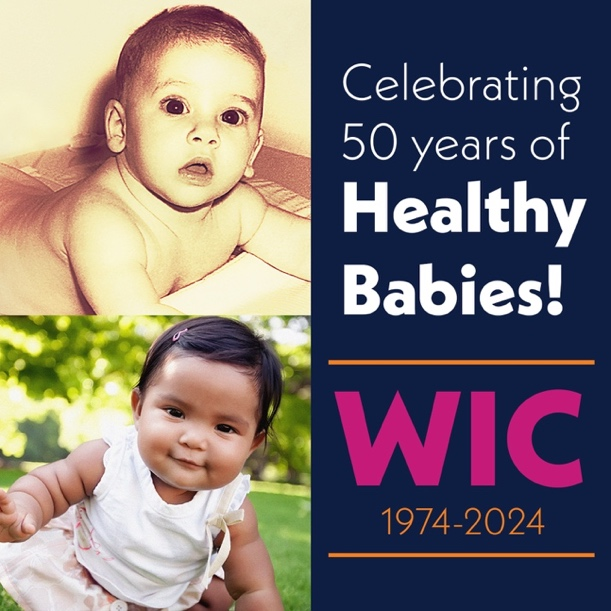 Celebrating
50 years of
Healthy
Babies!
WIC
1974-2024